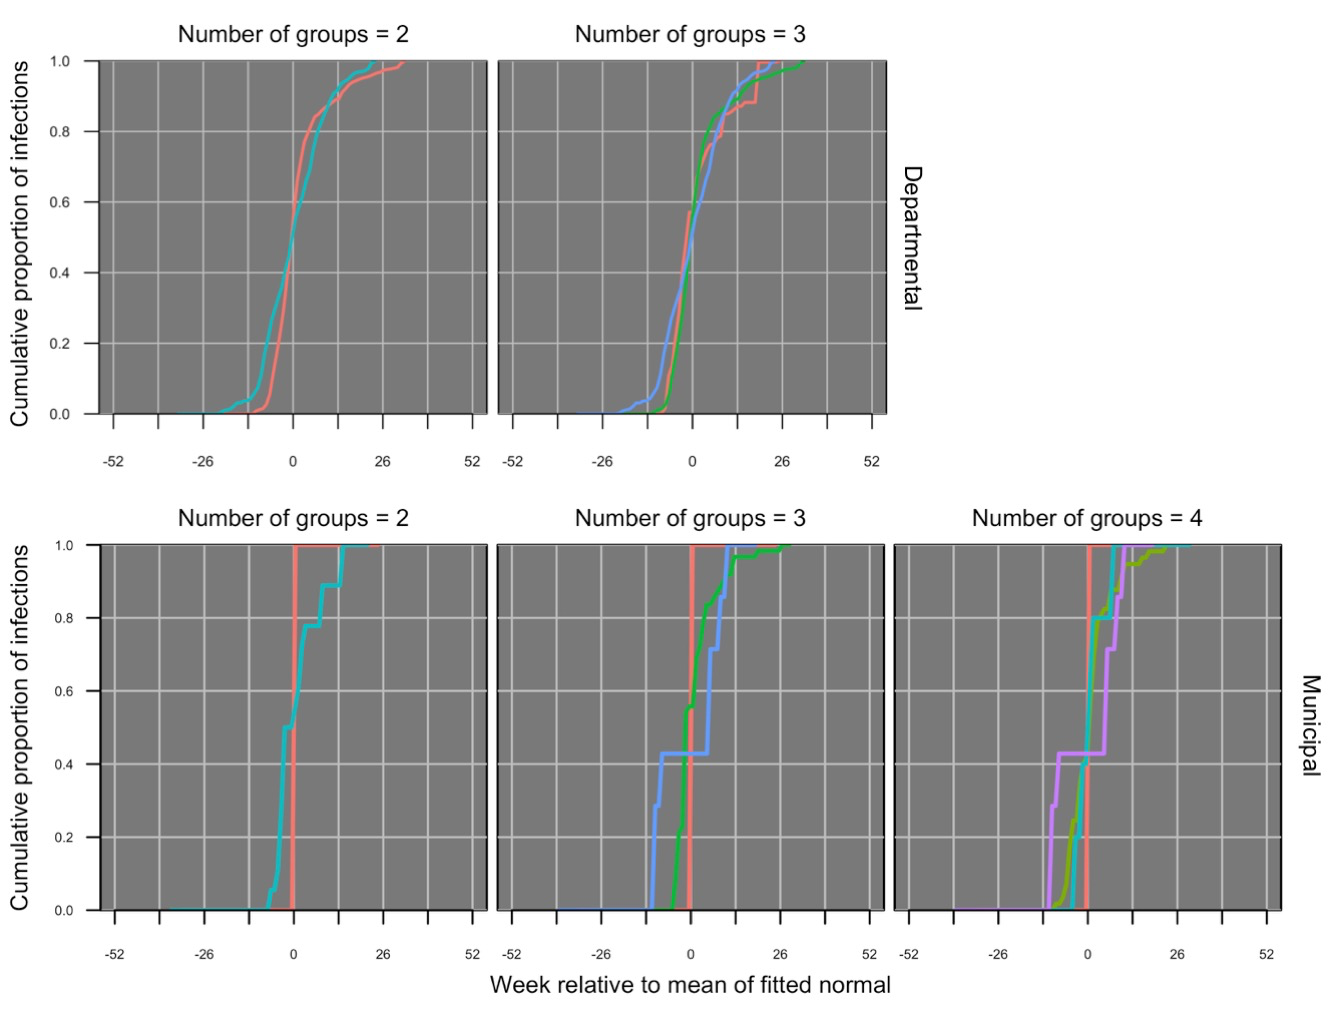 Number of groups = 2
Number of groups = 3
Cumulative proportion of infections
1.0
0.8
0.6
0.4
0.2
0.0
-52 -26 0 26 52
-52 -26 0 26 52
Departmental
Number of groups = 2
Number of groups = 3
Number of groups = 4
Cumulative proportion of infections
1.0
0.8
0.6
0.4
0.2
0.0
-52 -26 0 26 52
-52 -26 0 26 52
-52 -26 0 26 52
Municipal
Week relative to mean of fitted normal